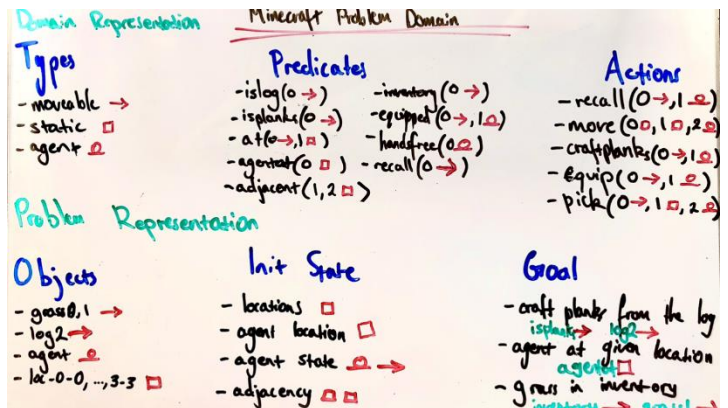 Domain Representation
Minecraft Problem Domain
Types
- moveable →
- static □
- agent
Predicates
- islog(0 →)
- isplanks(0 →)
- at(0→, 1 □)
- agentat(0 □)
- adjacent(1, 2 □)
- inventory(0 →)
- equipped(0 →, 1 )
- handsfree(0 )
- recall(0 →)
Actions
- recall(0 →, 1 )
- move(0□, 1 □, 2 )
- craftplanks(0 →, 1 )
- Equip(0→, 1 )
- pick(0→, 1 □, 2 )
Problem Representation
Objects
- grass0,1 →
- log2 →
- agent
- loc-0-0, ..., 3-3 □
Init State
- locations □
- agent location □
- agent state →
- adjacency □ □
Goal
- craft planks from the log
isplanks → log2 →
- agent at given location
agentat □
- grass in inventory